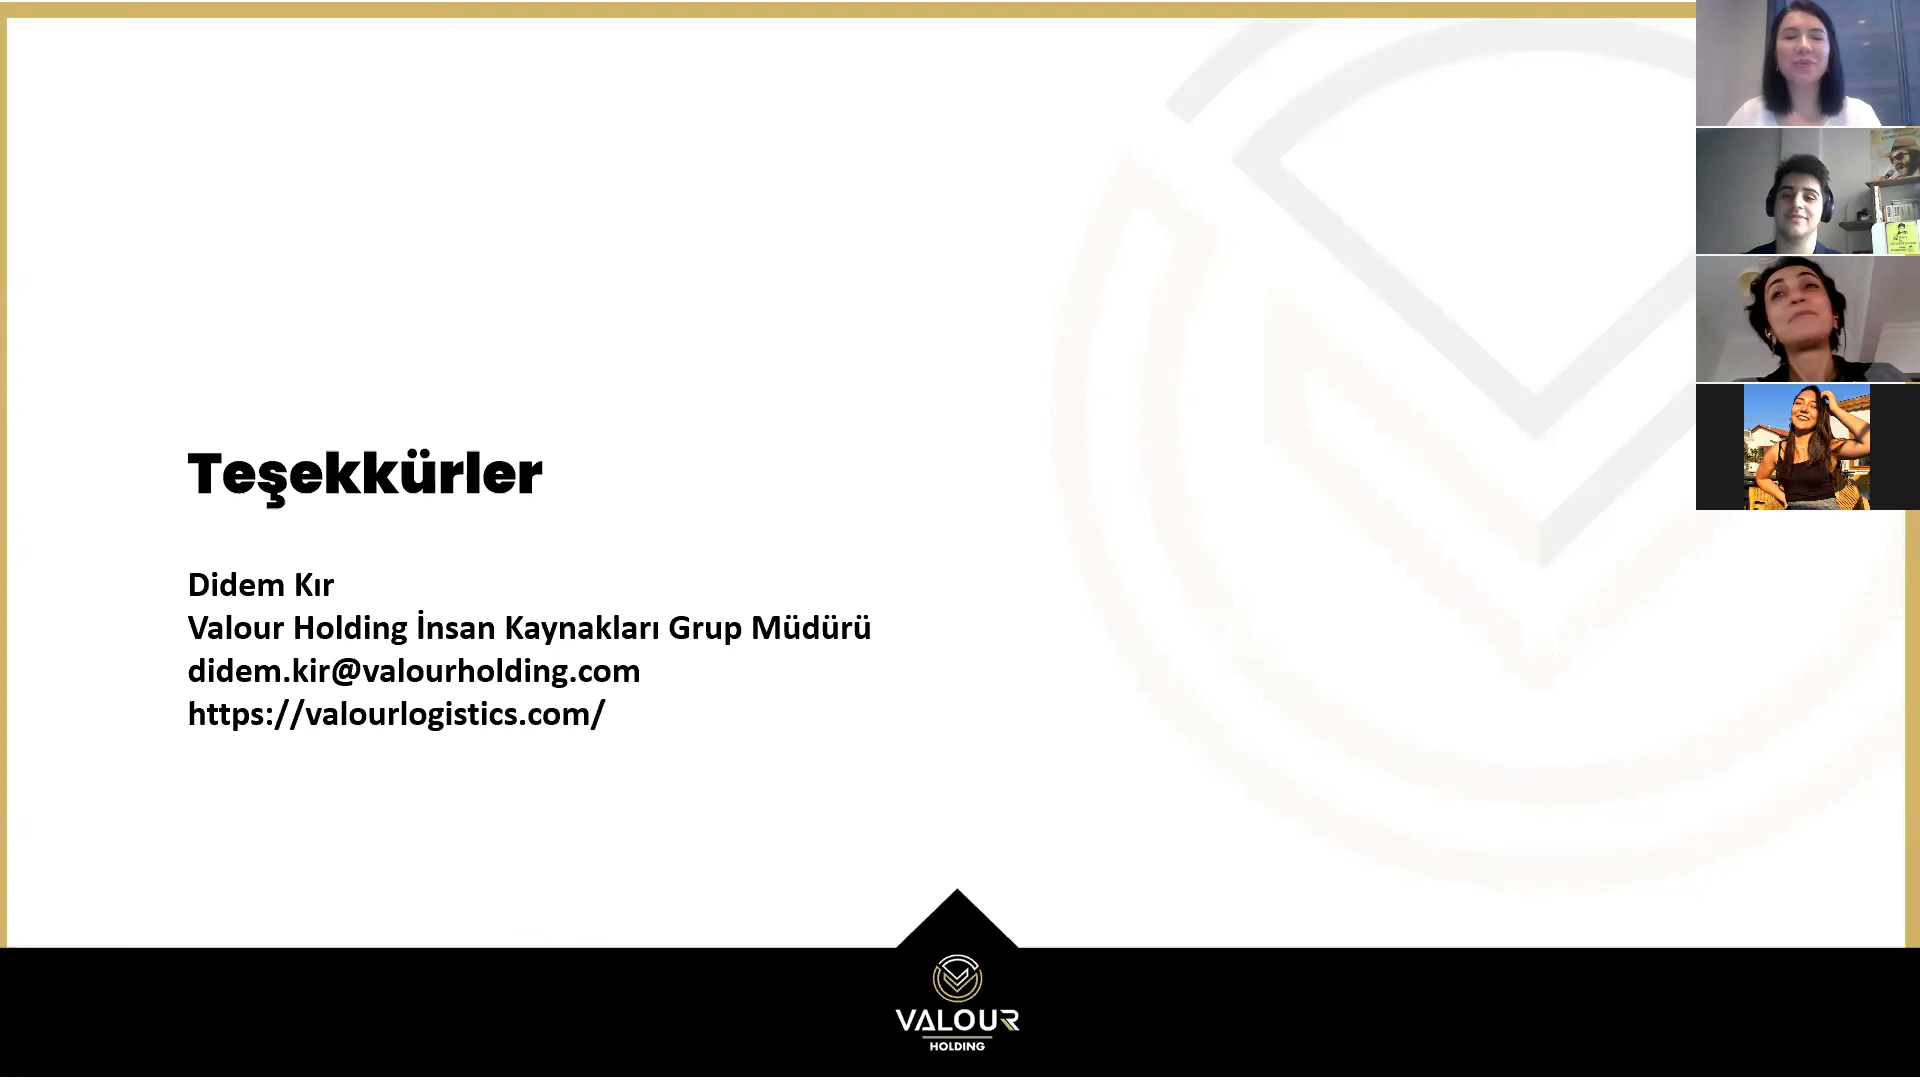 Teşekkürler
Didem Kır
Valour Holding İnsan Kaynakları Grup Müdürü
didem.kir@valourholding.com
https://valourlogistics.com/
VALOUR
HOLDING